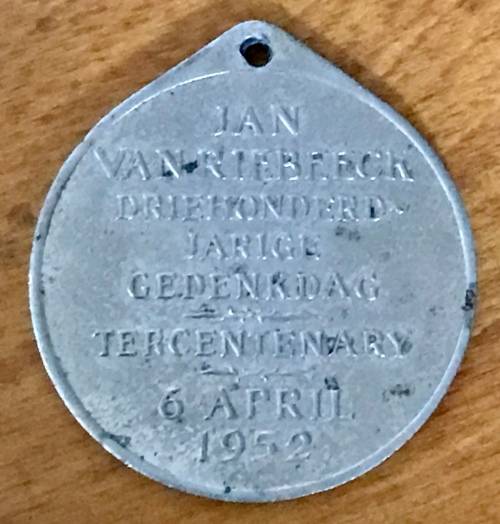 JAN
VAN RIEBEECK
DRIEHONDERD-
JARIGE
GEDENKDAG
TERCENTENARY
6 APRIL
1952